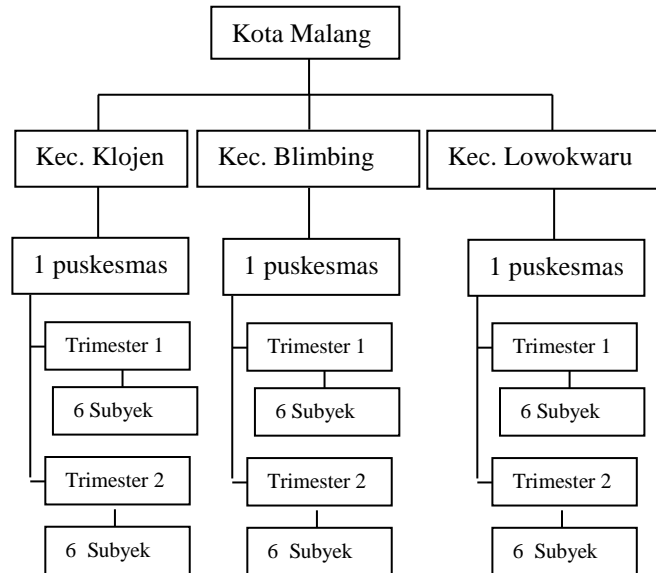 Kota Malang
Kec. Klojen
Kec. Blimbing
Kec. Lowokwaru
1 puskesmas
1 puskesmas
1 puskesmas
Trimester 1
Trimester 1
Trimester 1
6 Subyek
6 Subyek
6 Subyek
Trimester 2
Trimester 2
Trimester 2
6 Subyek
6 Subyek
6 Subyek